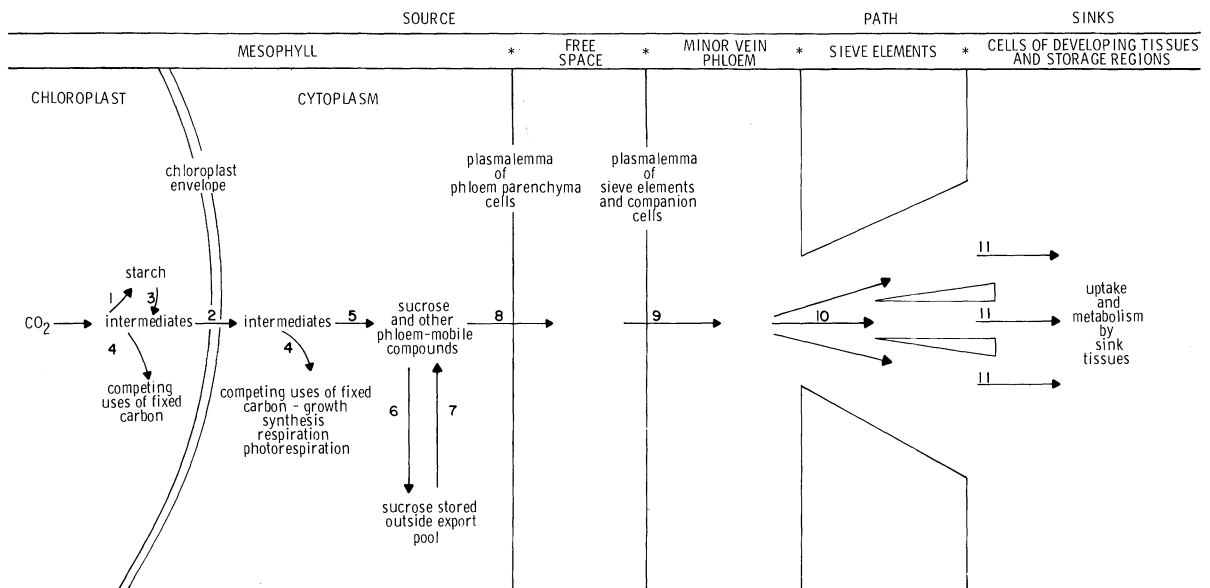 SOURCE PATH SINKS
MESOPHYLL * FREE SPACE * MINOR VEIN PHLOEM * SIEVE ELEMENTS * CELLS OF DEVELOPING TISSUES AND STORAGE REGIONS
CHLOROPLAST
CYTOPLASM
chloroplast
envelope
plasmalemma
of
phloem parenchyma
cells
plasmalemma
of
sieve elements
and companion
cells
starch
1
3
CO2
intermediates
2
intermediates
5
sucrose
and other
phloem-mobile
compounds
8
9
10
11
11
11
uptake
and
metabolism
by
sink
tissues
4
competing
uses of fixed
carbon
4
competing uses of fixed
carbon - growth
synthesis
respiration
photorespiration
6
7
sucrose stored
outside export
pool